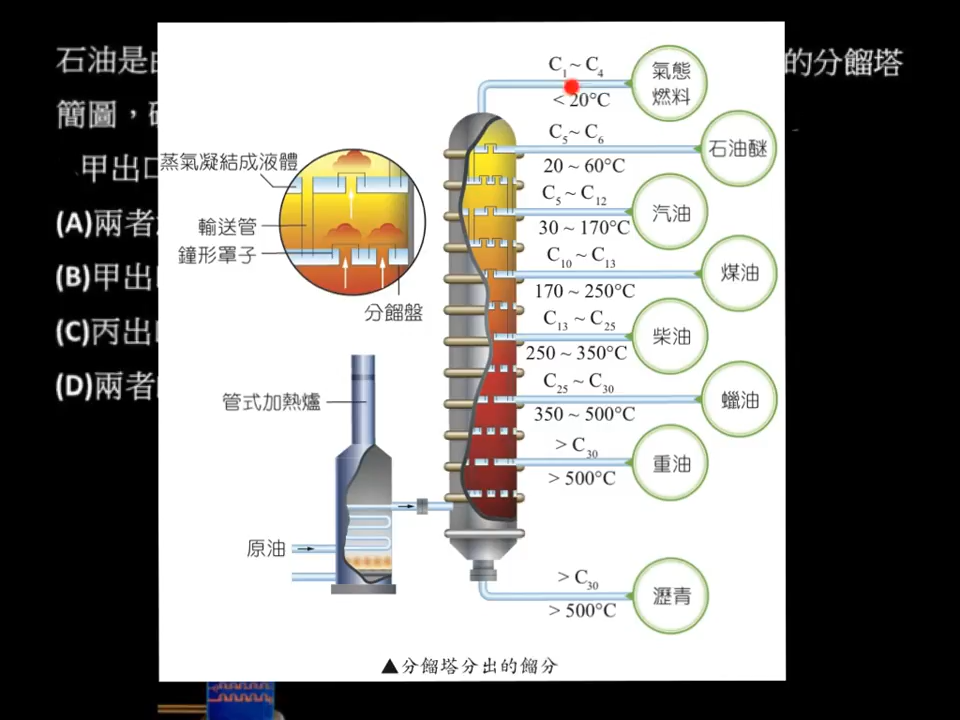 石油是
的分餾塔
簡圖，
甲出口
(A)兩者
(B)甲出
(C)丙出
(D)兩者
C₁ ~ C₄
< 20°C
氣態
燃料
C₅ ~ C₆
20 ~ 60°C
石油醚
C₅ ~ C₁₂
30 ~ 170°C
汽油
C₁₀ ~ C₁₃
170 ~ 250°C
煤油
C₁₃ ~ C₂₅
250 ~ 350°C
柴油
C₂₅ ~ C₃₀
350 ~ 500°C
蠟油
> C₃₀
> 500°C
重油
> C₃₀
> 500°C
瀝青
蒸氣凝結成液體
輸送管
鐘形罩子
分餾盤
管式加熱爐
原油
▲分餾塔分出的餾分